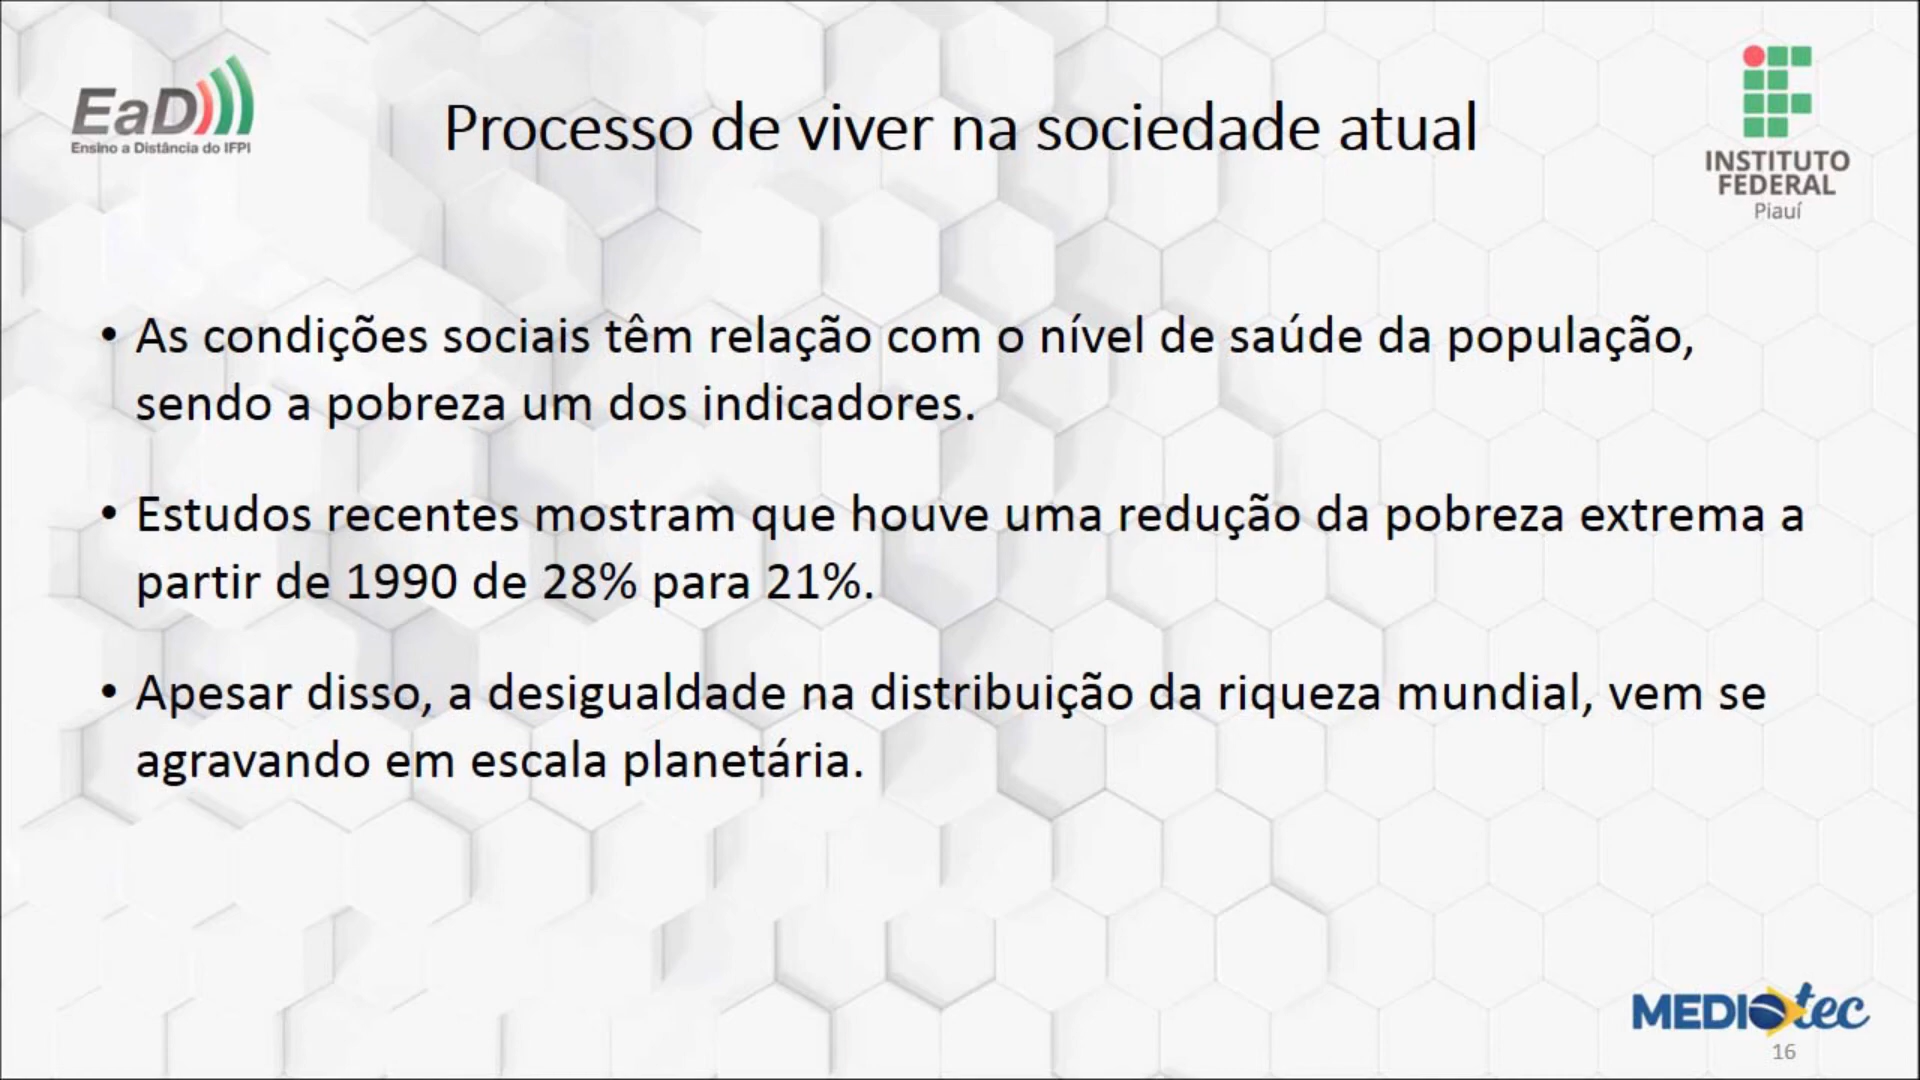 EaD
Ensino a Distância do IFPI
Processo de viver na sociedade atual
INSTITUTO
FEDERAL
Piauí
• As condições sociais têm relação com o nível de saúde da população,
sendo a pobreza um dos indicadores.
• Estudos recentes mostram que houve uma redução da pobreza extrema a
partir de 1990 de 28% para 21%.
• Apesar disso, a desigualdade na distribuição da riqueza mundial, vem se
agravando em escala planetária.
MEDIOtec
16